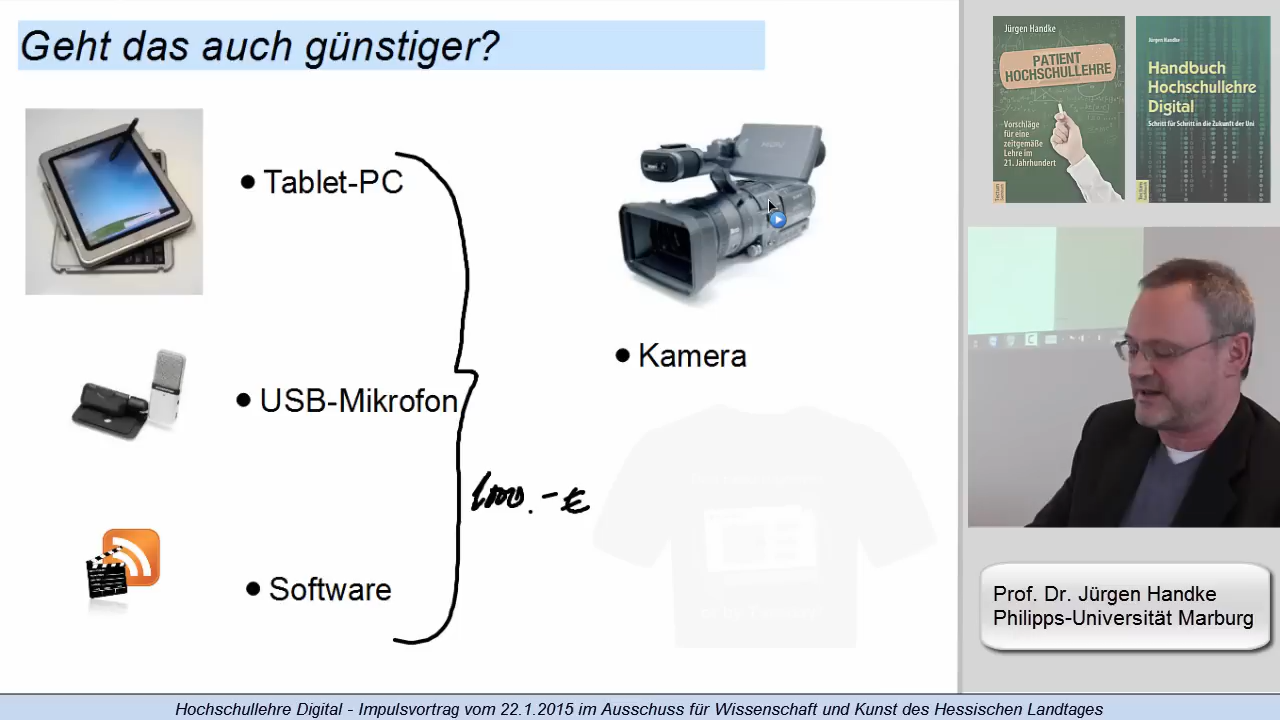 Geht das auch günstiger?
● Tablet-PC
● USB-Mikrofon
● Software
1000.-€
● Kamera
Jürgen Handke
PATIENT
HOCHSCHULLEHRE
Vorschläge
für eine
zeitgemäße
Lehre im
21. Jahrhundert
Jürgen Handke
Handbuch
Hochschullehre
Digital
Schritt für Schritt in die Zukunft der Uni
Prof. Dr. Jürgen Handke
Philipps-Universität Marburg
Hochschullehre Digital - Impulsvortrag vom 22.1.2015 im Ausschuss für Wissenschaft und Kunst des Hessischen Landtages